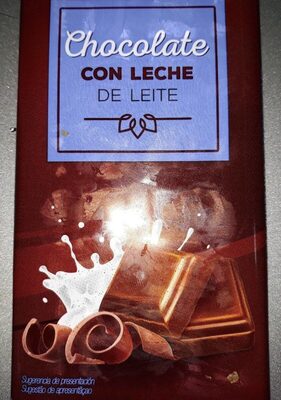 Chocolate
CON LECHE
DE LEITE
Sugerencia de presentación
Sugestão de apresentação